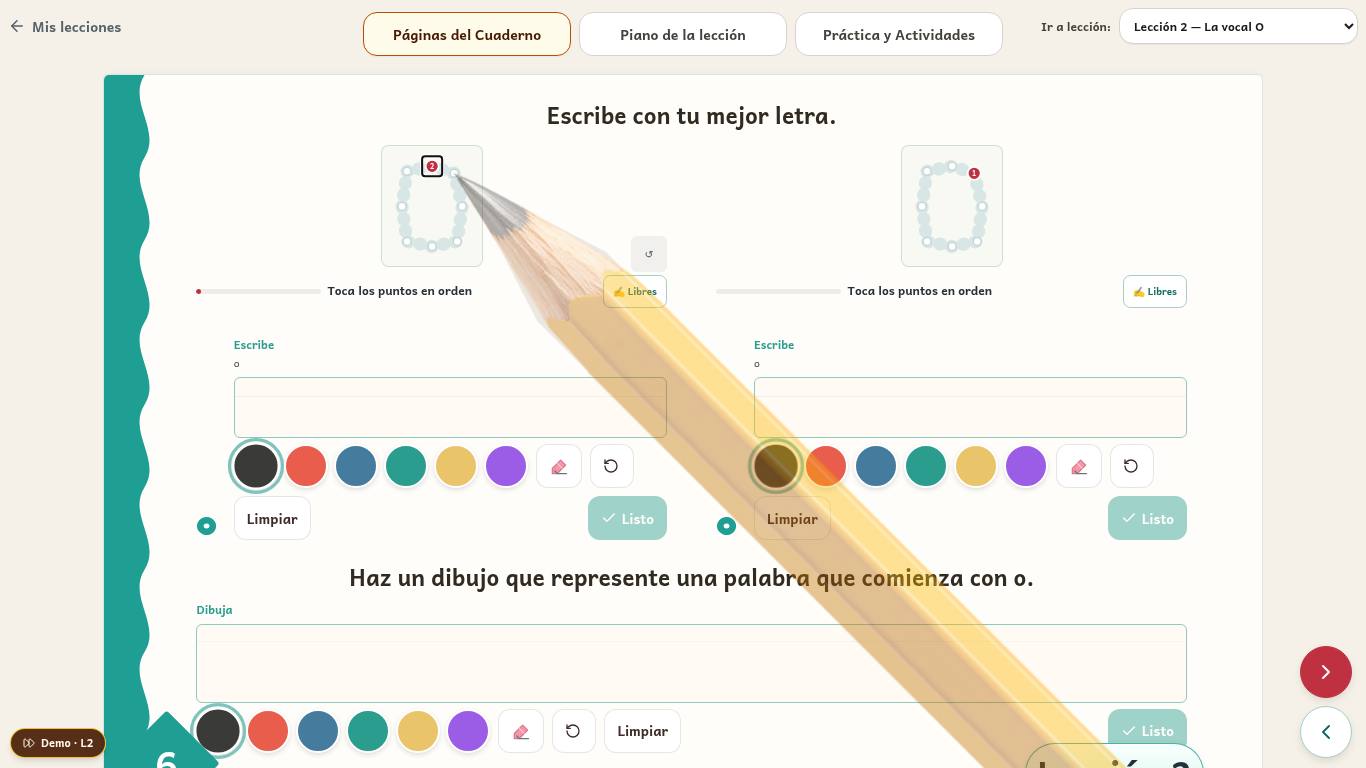 Mis lecciones
Páginas del Cuaderno
Piano de la lección
Práctica y Actividades
Ir a lección:
Lección 2 — La vocal O
Escribe con tu mejor letra.
2
1
Toca los puntos en orden
✍ Libres
Toca los puntos en orden
✍ Libres
Escribe
o
Escribe
o
Limpiar
Listo
Limpiar
Listo
Haz un dibujo que represente una palabra que comienza con o.
Dibuja
Limpiar
Listo
Demo · L2
6